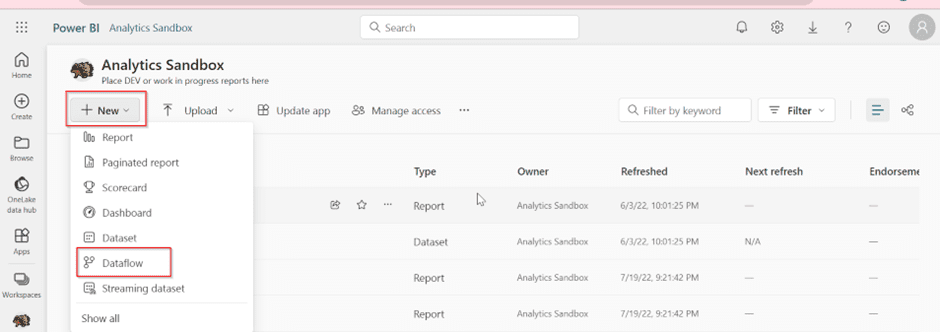 Power BI Analytics Sandbox Search
Home
Create
Browse
OneLake
data hub
Apps
Workspaces
Analytics Sandbox
Place DEV or work in progress reports here
New Upload Update app Manage access Filter by keyword Filter
Report
Paginated report
Scorecard
Dashboard
Dataset
Dataflow
Streaming dataset
Show all
Type Owner Refreshed Next refresh Endorseme
Report Analytics Sandbox 6/3/22, 10:01:25 PM —  —
Dataset Analytics Sandbox 6/3/22, 10:01:25 PM N/A —
Report Analytics Sandbox 7/19/22, 9:21:42 PM — —
Report Analytics Sandbox 7/19/22, 9:21:42 PM — —